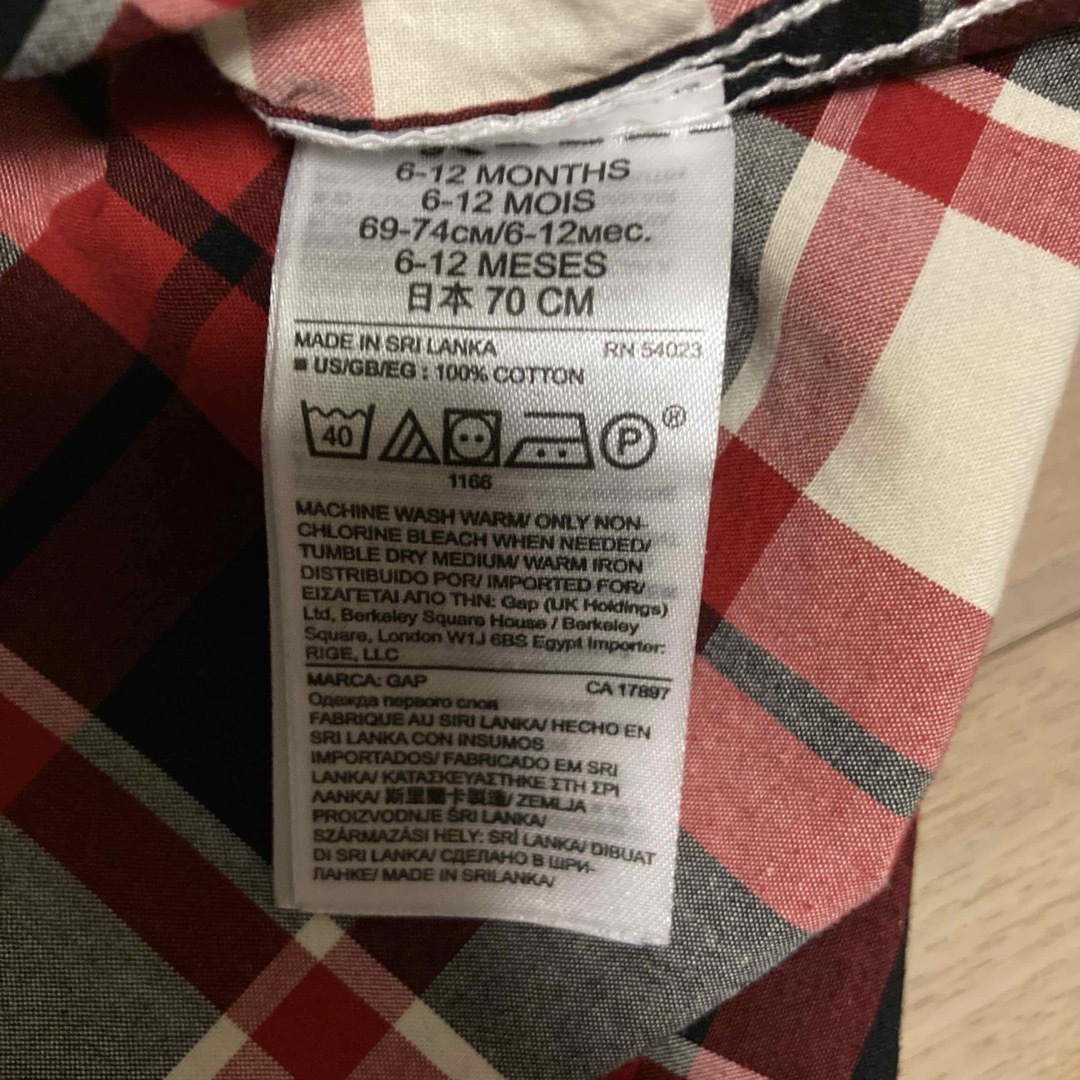 6-12 MONTHS
6-12 MOIS
69-74см/6-12мес.
6-12 MESES
日本 70 CM
MADE IN SRI LANKA RN 54023
US/GB/EG : 100% COTTON
40 P ®
1166
MACHINE WASH WARM/ ONLY NON-
CHLORINE BLEACH WHEN NEEDED/
TUMBLE DRY MEDIUM/ WARM IRON
DISTRIBUIDO POR/ IMPORTED FOR/
ΕΙΣΑΓΕΤΑΙ ΑΠΟ ΤΗΝ: Gap (UK Holdings)
Ltd, Berkeley Square House / Berkeley
Square, London W1J 6BS Egypt Importer:
RIGE, LLC
MARCA: GAP CA 17897
Одежда первого слоя
FABRIQUE AU SIRI LANKA/ HECHO EN
SRI LANKA CON INSUMOS
IMPORTADOS/ FABRICADO EM SRI
LANKA/ ΚΑΤΑΣΚΕΥΑΣΤΗΚΕ ΣΤΗ ΣΡΙ
ΛΑΝΚΑ/ 斯里蘭卡製造/ ZEMLJA
PROIZVODNJE ŠRI LANKA/
SZÁRMAZÁSI HELY: SRÍ LANKA/ DIBUAT
DI SRI LANKA/ СДЕЛАНО В ШРИ-
ЛАНКЕ/ MADE IN SRILANKA/